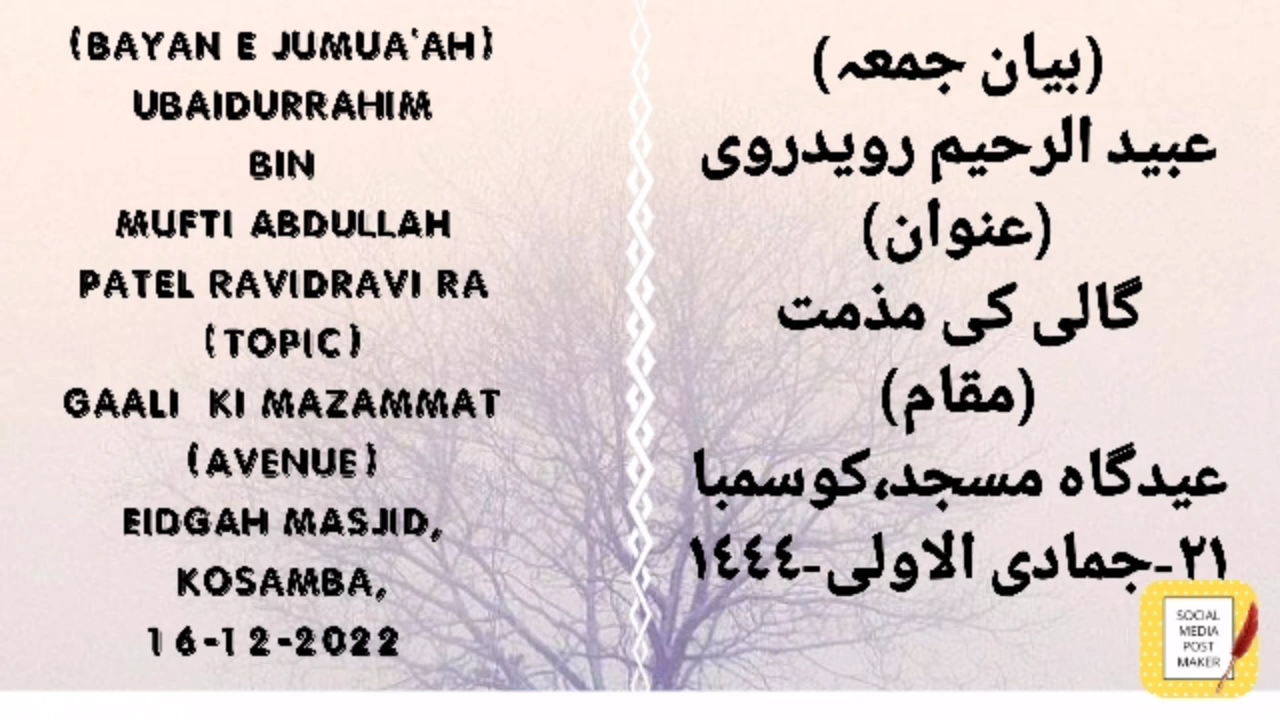 (BAYAN E JUMUA'AH)
UBAIDURRAHIM
BIN
MUFTI ABDULLAH
PATEL RAVIDRAVI RA
(TOPIC)
GAALI KI MAZAMMAT
(AVENUE)
EIDGAH MASJID,
KOSAMBA,
16-12-2022
(بیان جمعہ)
عبید الرحیم رویدروی
(عنوان)
گالی کی مذمت
(مقام)
عیدگاہ مسجد،کوسمبا
٢١-جمادی الاولی-١٤٤٤
SOCIAL
MEDIA
POST
MAKER